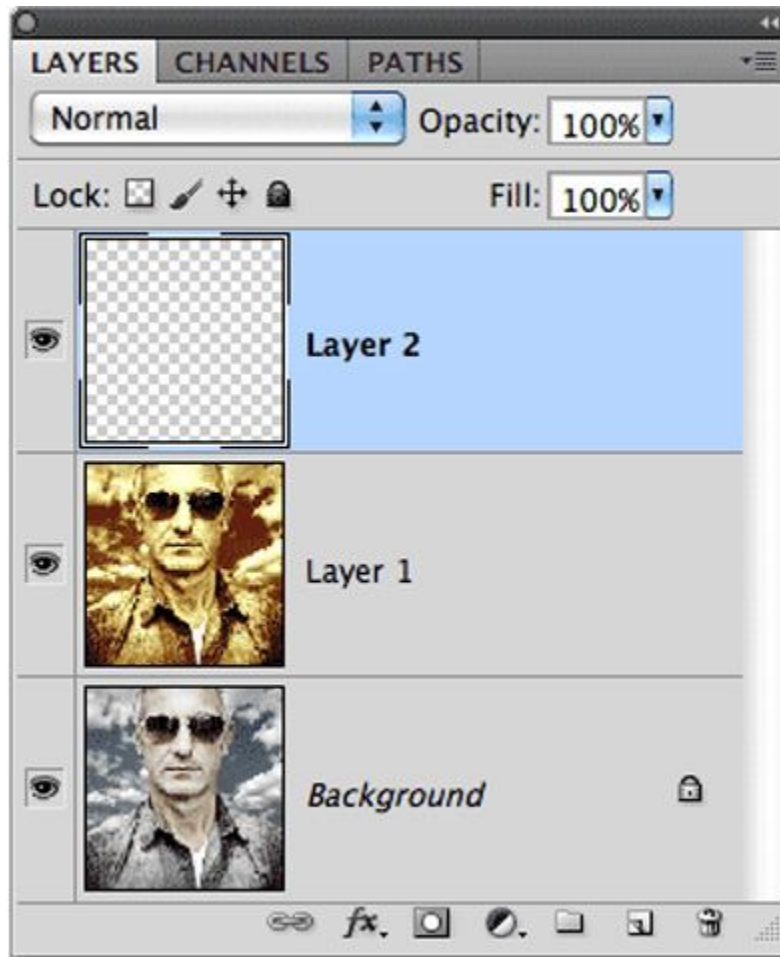 LAYERS CHANNELS PATHS
Normal Opacity: 100%
Lock: Fill: 100%
Layer 2
Layer 1
Background
fx.